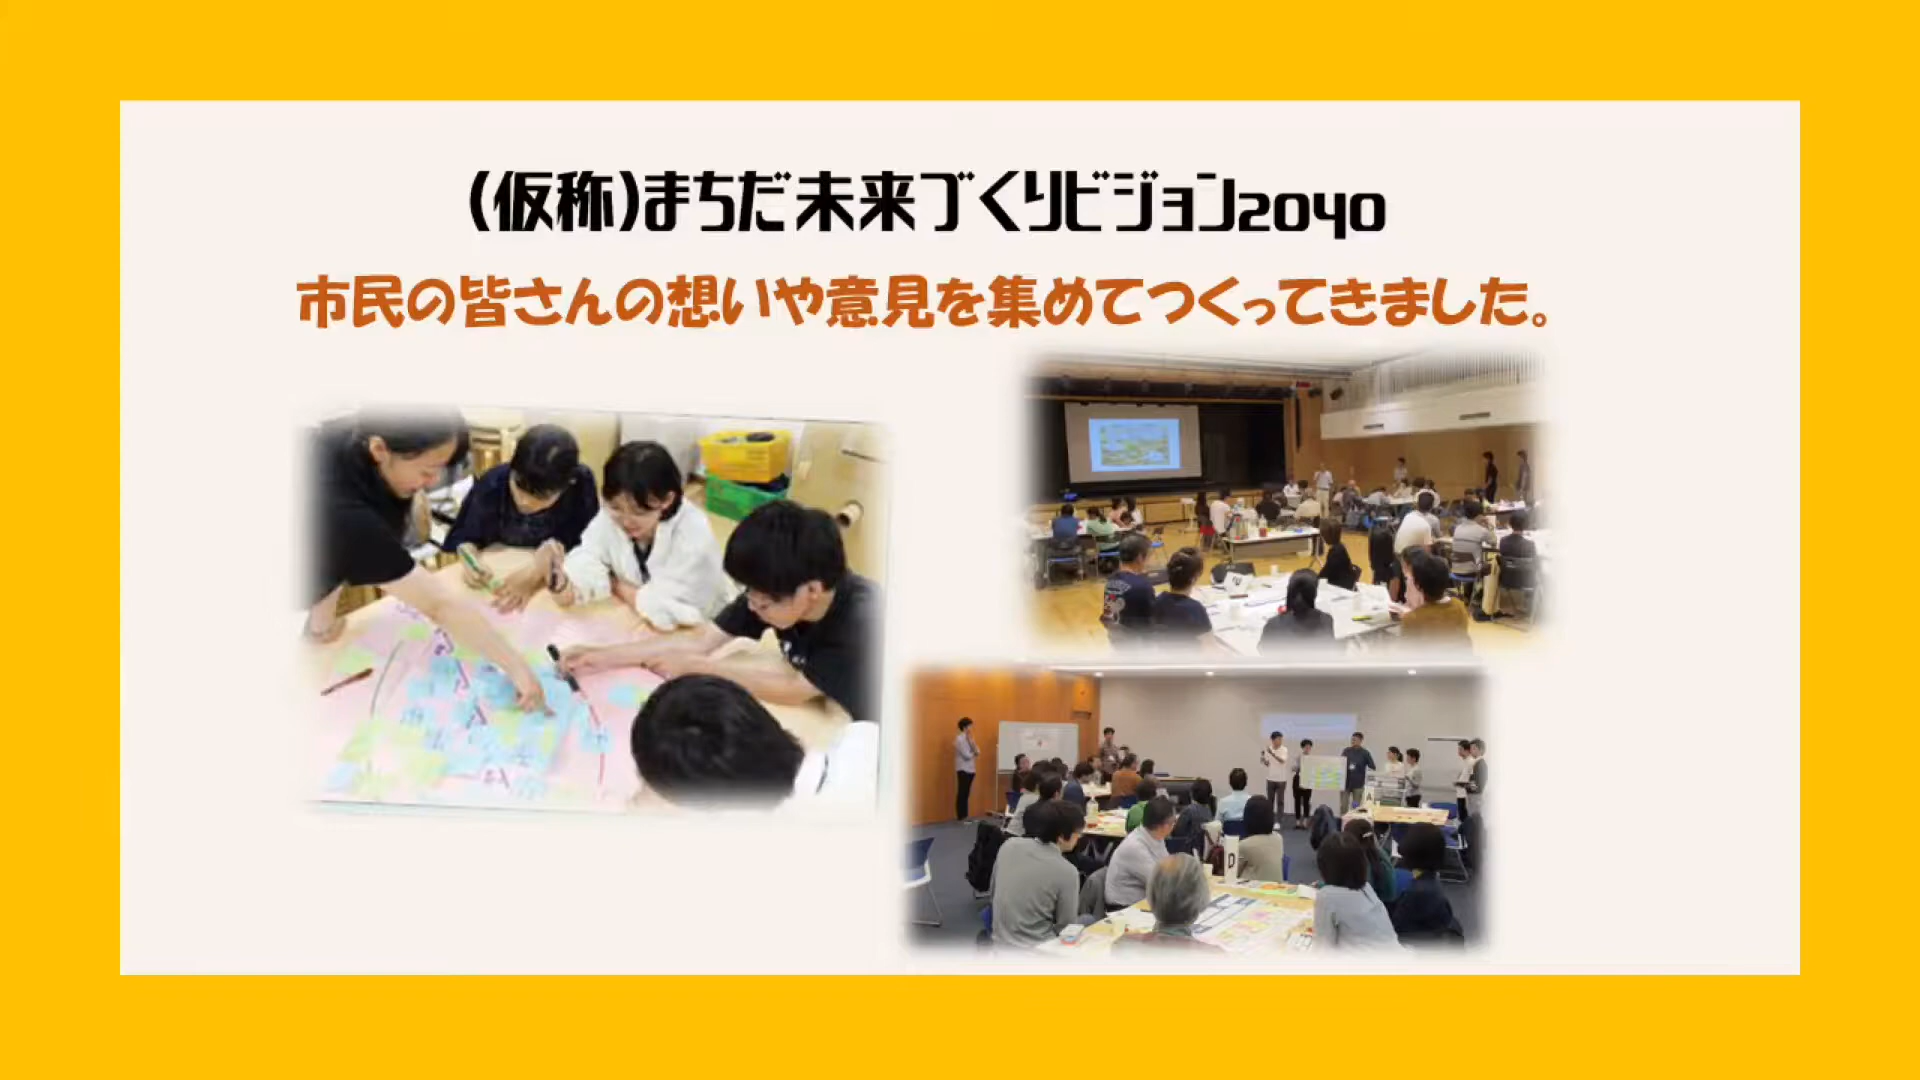 (仮称)まちだ未来づくりビジョン2040
市民の皆さんの想いや意見を集めてつくってきました。
D
A